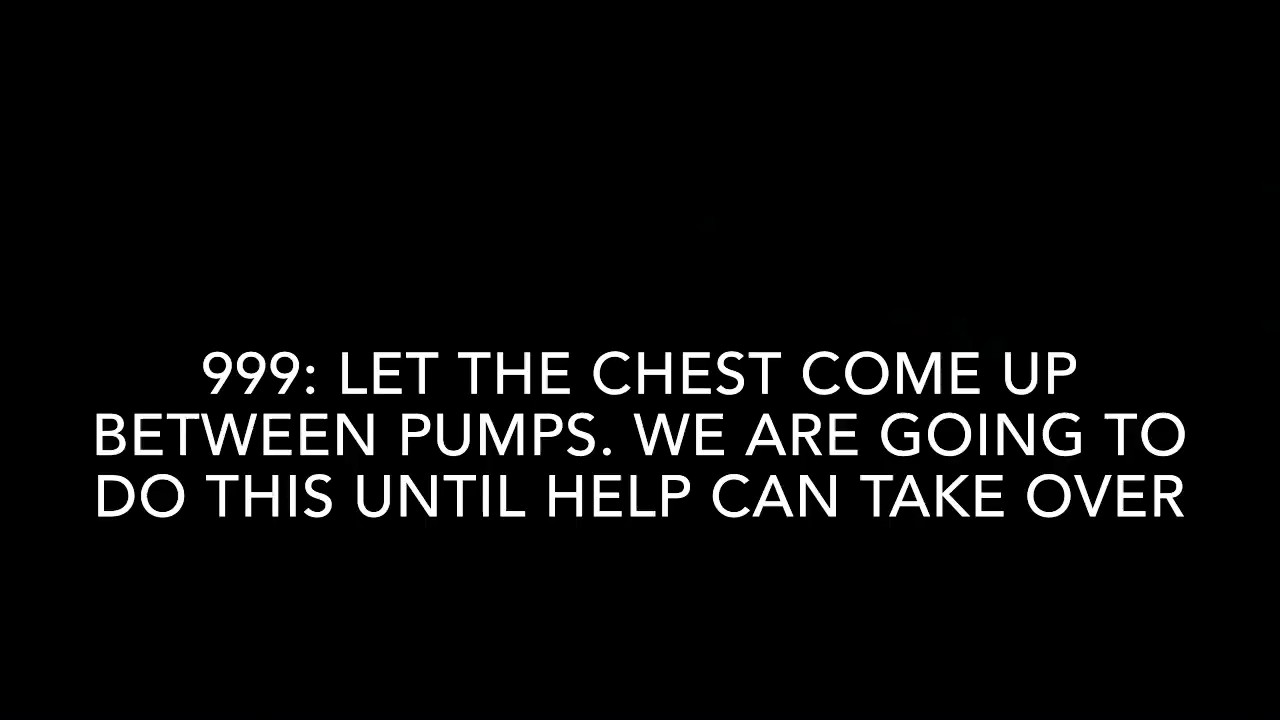 999: LET THE CHEST COME UP
BETWEEN PUMPS. WE ARE GOING TO
DO THIS UNTIL HELP CAN TAKE OVER